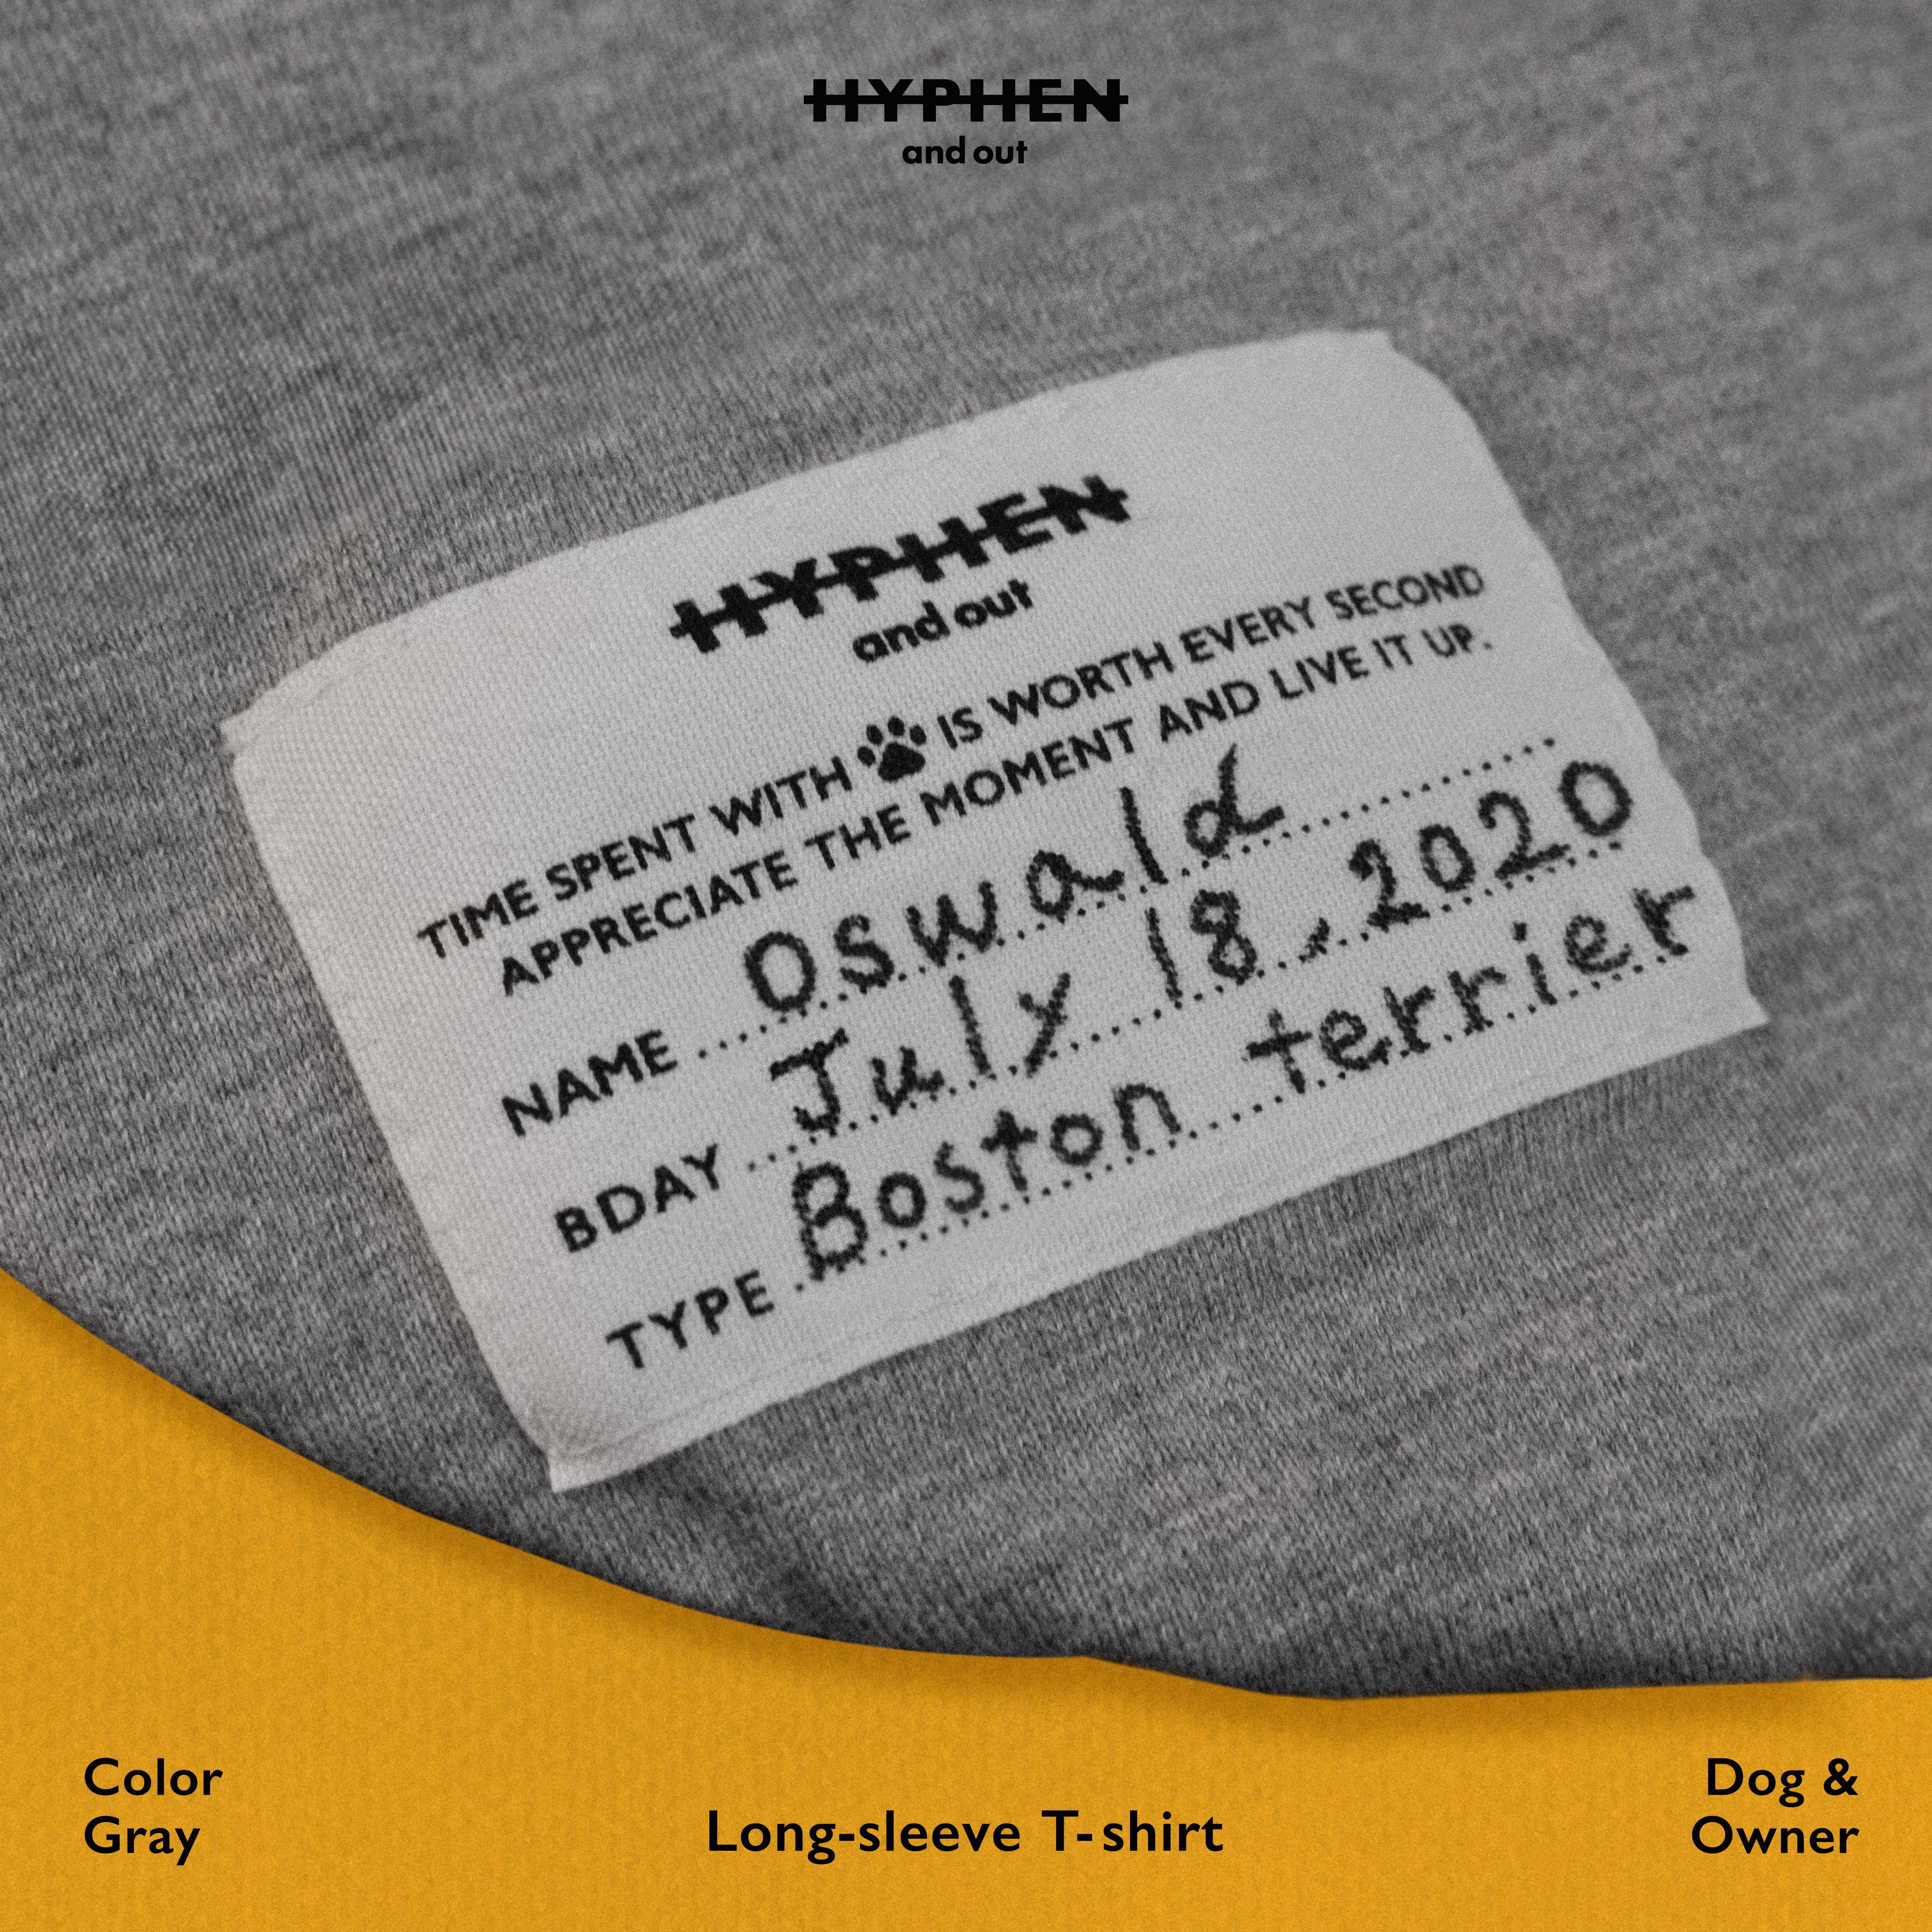 HYPHEN
and out
HYPHEN
and out
TIME SPENT WITH IS WORTH EVERY SECOND
APPRECIATE THE MOMENT AND LIVE IT UP.
NAME Oswald
BDAY July 18, 2020
TYPE Boston terrier
Color
Gray
Long-sleeve T-shirt
Dog &
Owner